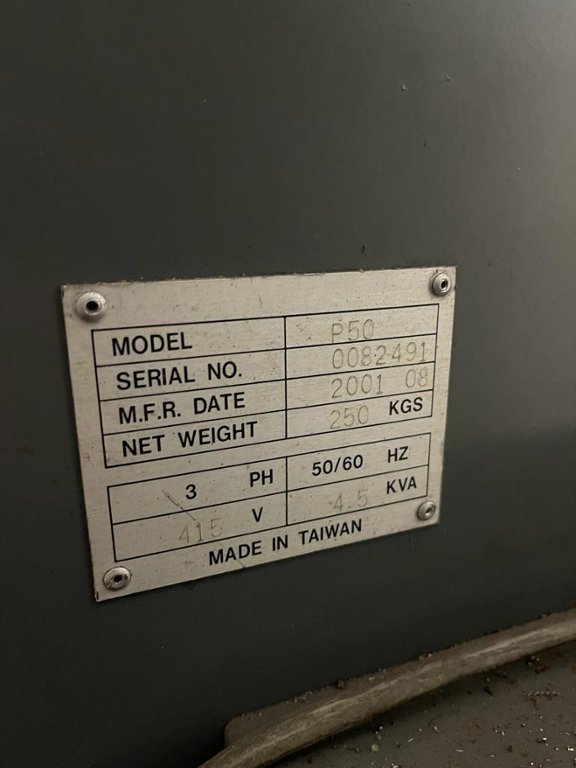 MODEL P50
SERIAL NO. 0082491
M.F.R. DATE 2001 08
NET WEIGHT 250 KGS
3 PH 50/60 HZ
415 V 4.5 KVA
MADE IN TAIWAN